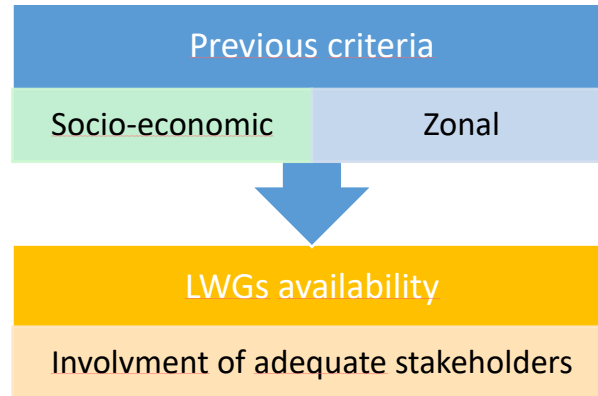 Previous criteria
Socio-economic
Zonal
LWGs availability
Involvment of adequate stakeholders